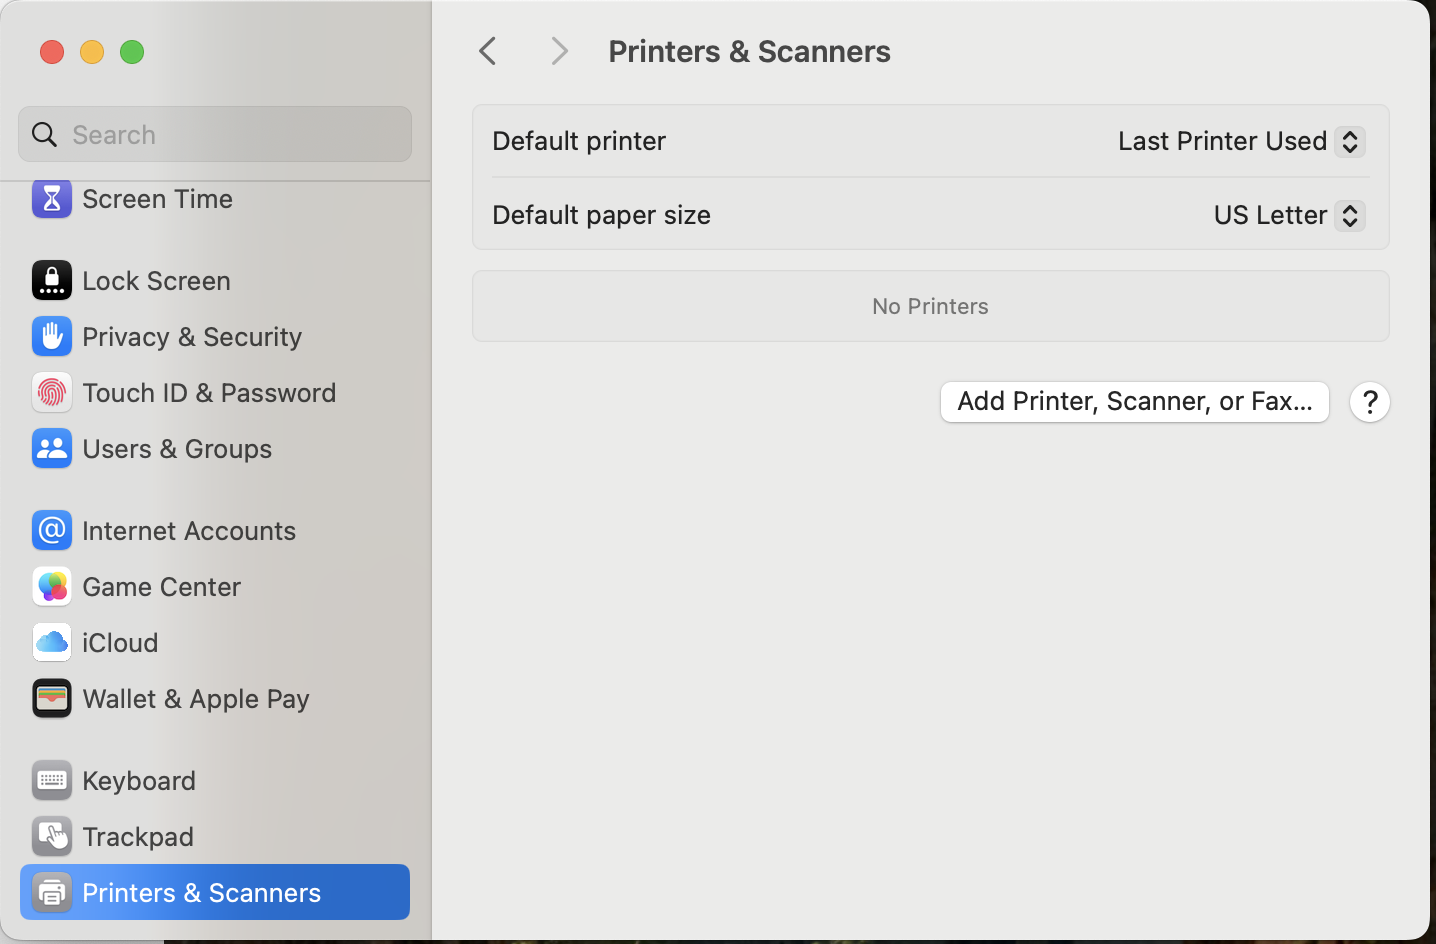 Search
Screen Time
Lock Screen
Privacy & Security
Touch ID & Password
Users & Groups
Internet Accounts
Game Center
iCloud
Wallet & Apple Pay
Keyboard
Trackpad
Printers & Scanners
Printers & Scanners
Default printer Last Printer Used
Default paper size US Letter
No Printers
Add Printer, Scanner, or Fax... ?